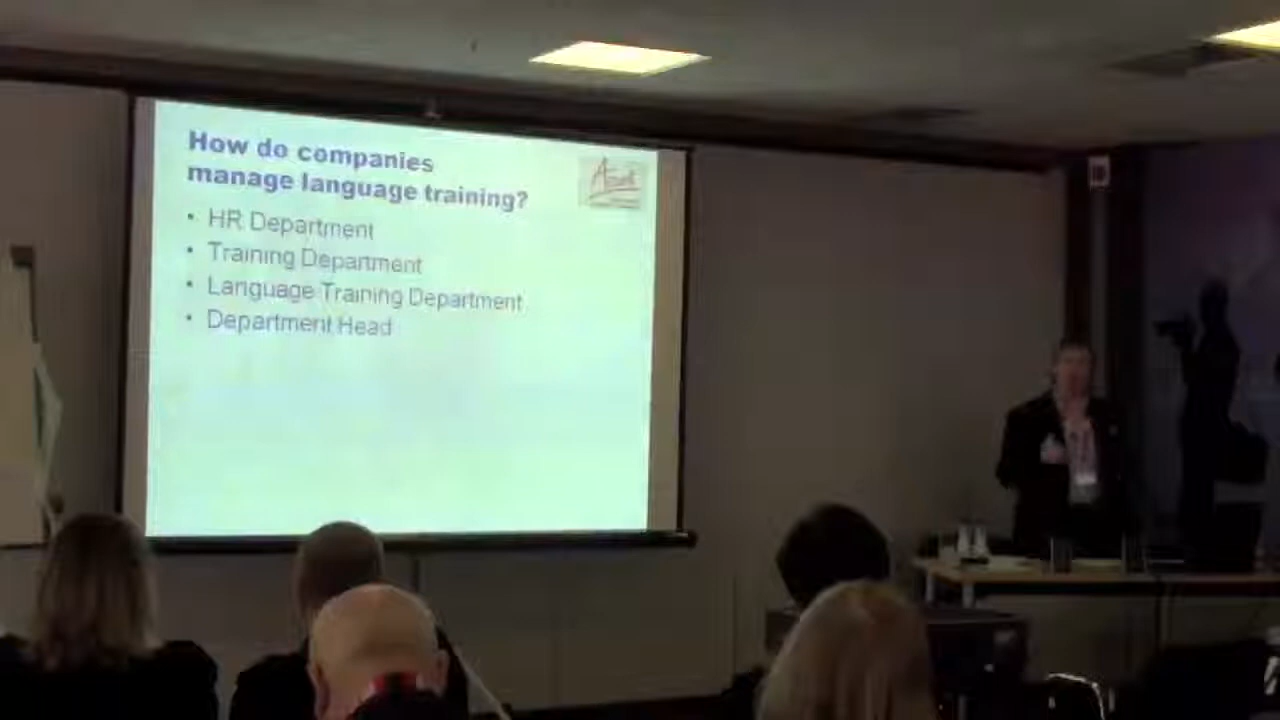 How do companies
manage language training?
• HR Department
• Training Department
• Language Training Department
• Department Head